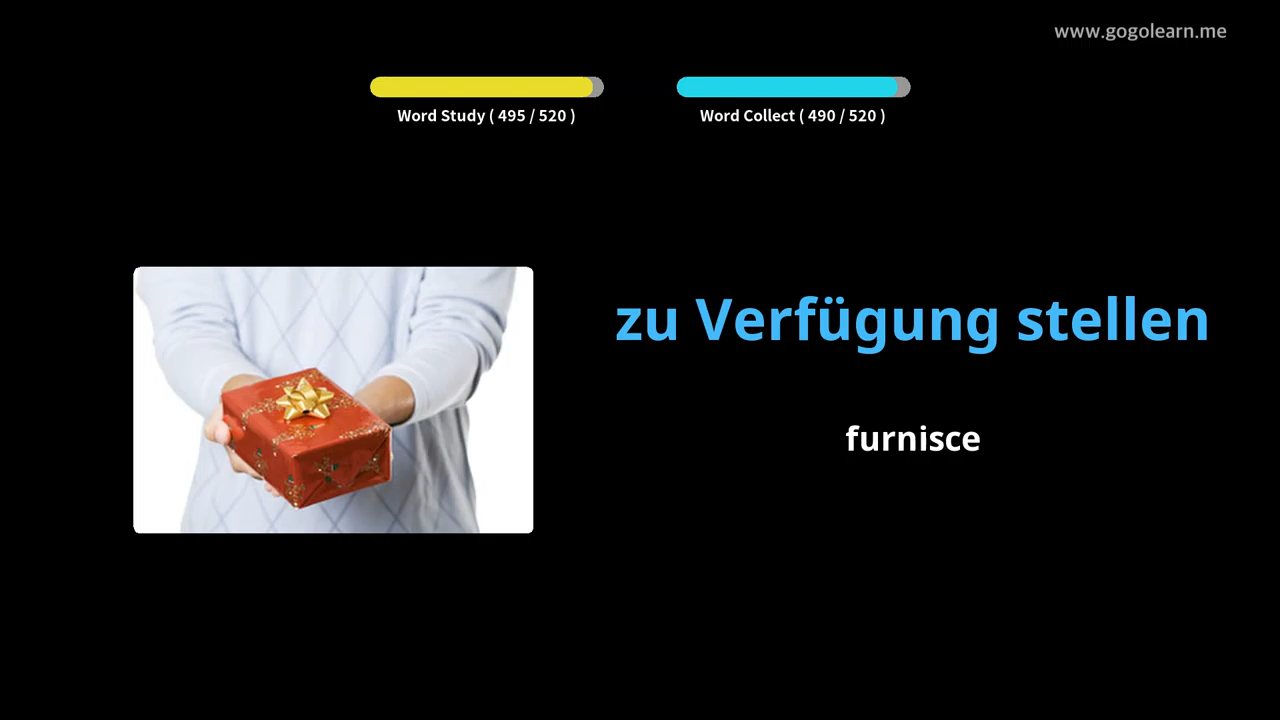 www.gogolearn.me
Word Study ( 495 / 520 )
Word Collect ( 490 / 520 )
zu Verfügung stellen
furnisce